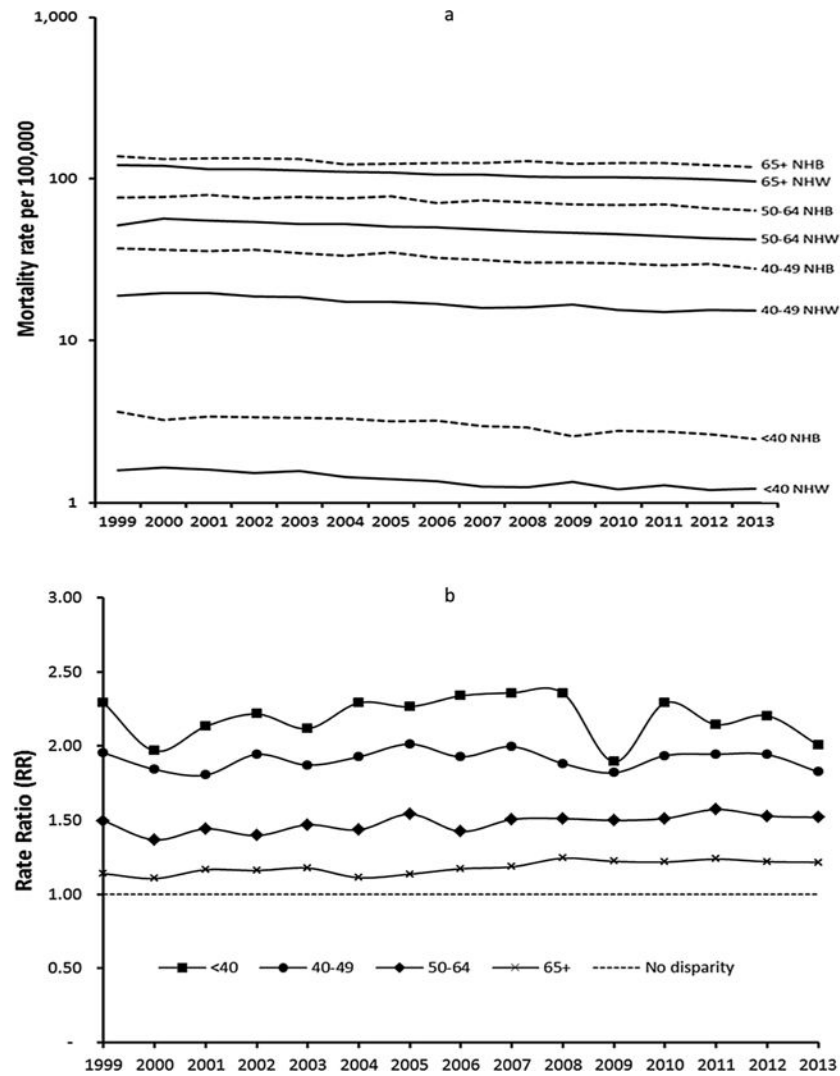 a
Mortality rate per 100,000
1,000
100
10
1
65+ NHB
65+ NHW
50-64 NHB
50-64 NHW
40-49 NHB
40-49 NHW
<40 NHB
<40 NHW
1999 2000 2001 2002 2003 2004 2005 2006 2007 2008 2009 2010 2011 2012 2013
b
Rate Ratio (RR)
3.00
2.50
2.00
1.50
1.00
0.50
-
<40 40-49 50-64 65+ No disparity
1999 2000 2001 2002 2003 2004 2005 2006 2007 2008 2009 2010 2011 2012 2013